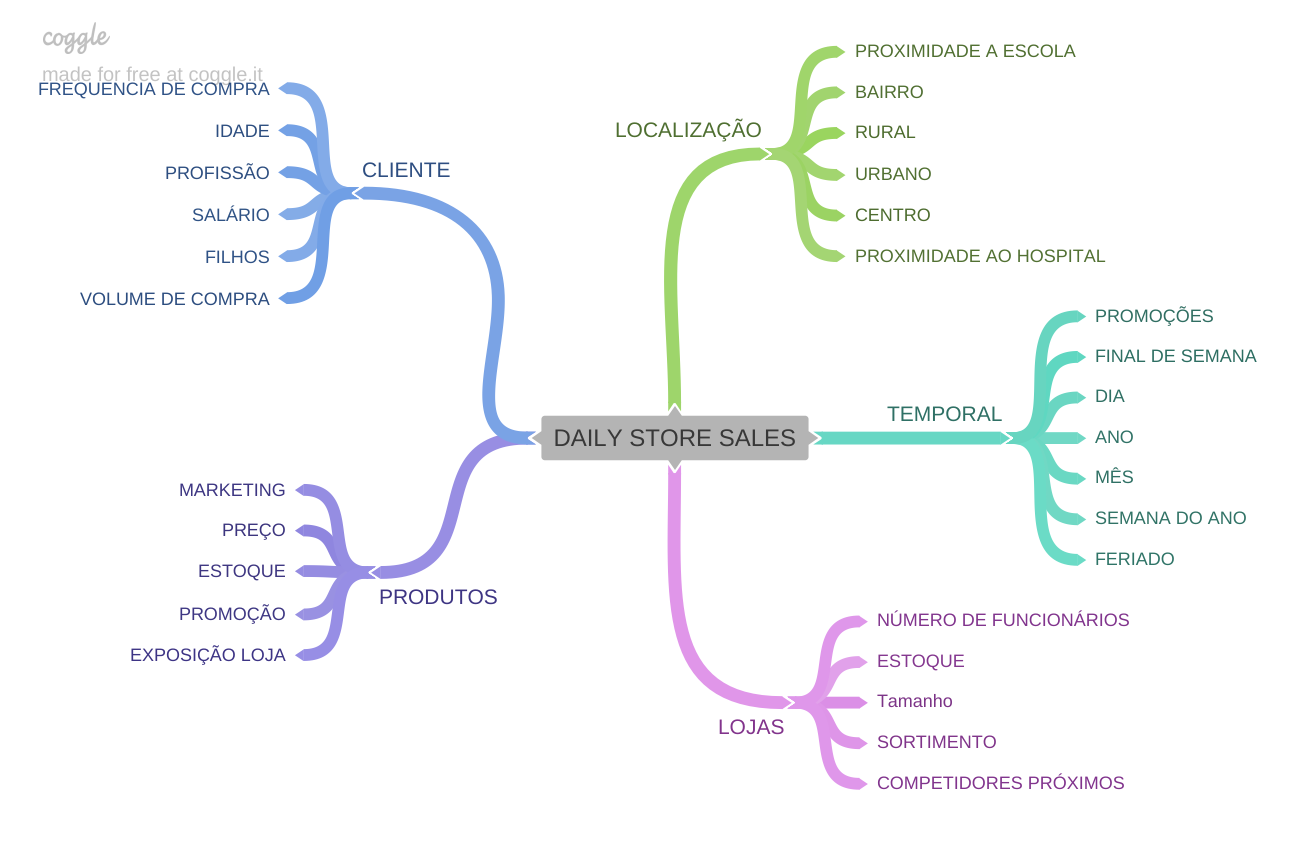 coggle
made for free at coggle.it
FREQUENCIA DE COMPRA
IDADE
PROFISSÃO
SALÁRIO
FILHOS
VOLUME DE COMPRA
CLIENTE
MARKETING
PREÇO
ESTOQUE
PROMOÇÃO
EXPOSIÇÃO LOJA
PRODUTOS
DAILY STORE SALES
LOCALIZAÇÃO
PROXIMIDADE A ESCOLA
BAIRRO
RURAL
URBANO
CENTRO
PROXIMIDADE AO HOSPITAL
TEMPORAL
PROMOÇÕES
FINAL DE SEMANA
DIA
ANO
MÊS
SEMANA DO ANO
FERIADO
LOJAS
NÚMERO DE FUNCIONÁRIOS
ESTOQUE
Tamanho
SORTIMENTO
COMPETIDORES PRÓXIMOS